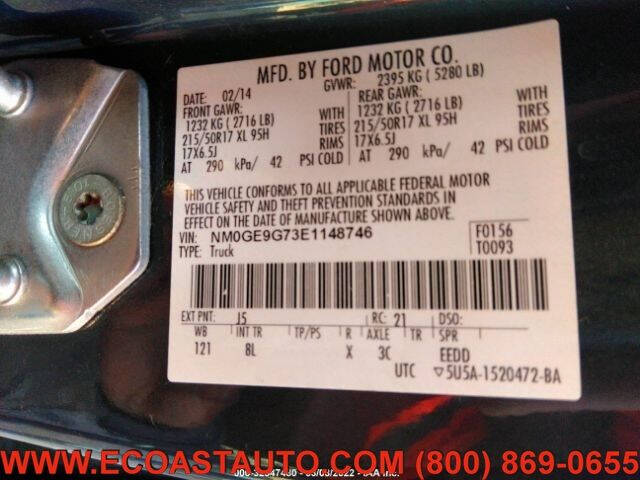 MFD. BY FORD MOTOR CO.
DATE: 02/14
GVWR: 2395 KG ( 5280 LB)
FRONT GAWR:
REAR GAWR:
1232 KG ( 2716 LB) WITH
1232 KG ( 2716 LB) WITH
215/50R17 XL 95H TIRES
215/50R17 XL 95H TIRES
17X6.5J RIMS
17X6.5J RIMS
AT 290 kPa/ 42 PSI COLD
AT 290 kPa/ 42 PSI COLD
THIS VEHICLE CONFORMS TO ALL APPLICABLE FEDERAL MOTOR
VEHICLE SAFETY AND THEFT PREVENTION STANDARDS IN
EFFECT ON THE DATE OF MANUFACTURE SHOWN ABOVE.
VIN: NM0GE9G73E1148746
F0156
TYPE: Truck
T0093
EXT PNT: J5 RC: 21 DSO:
WB INT TR TP/PS R AXLE TR SPR
121 8L X 3C EEDD
UTC ▽5U5A-1520472-BA
IAA Inc.
WWW.ECOASTAUTO.COM (800) 869-0655